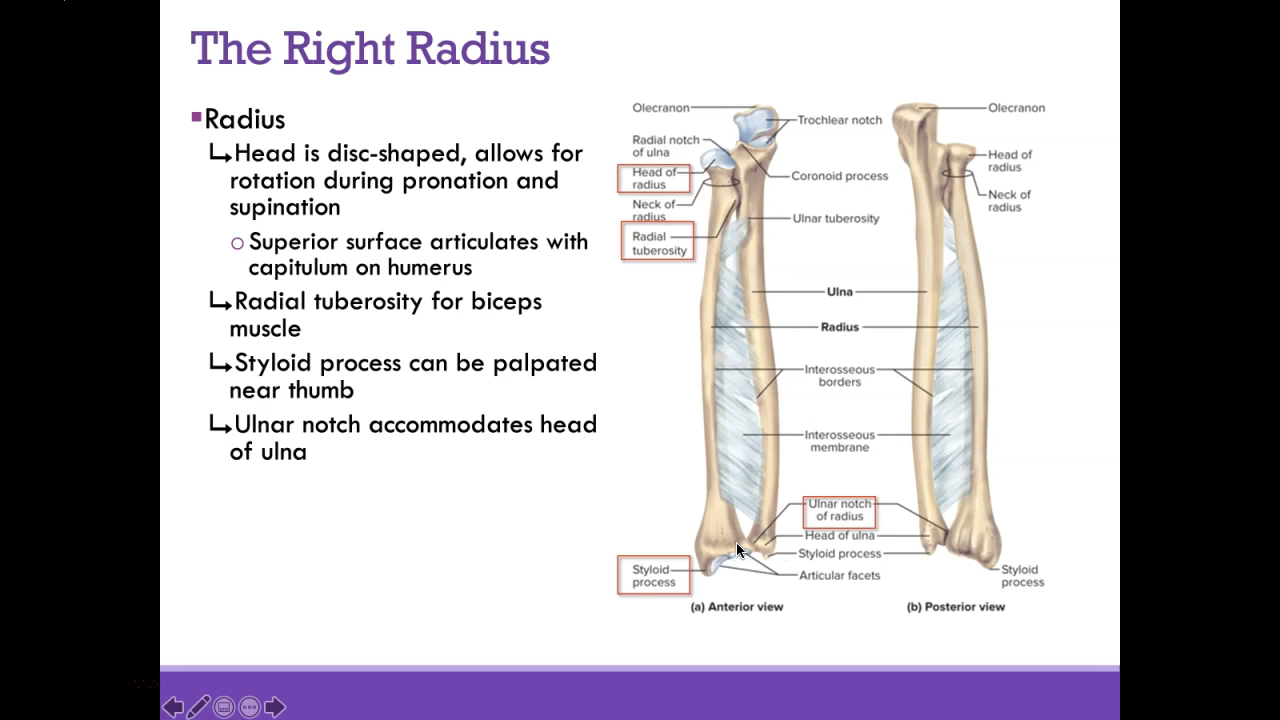 The Right Radius
▪Radius
↳Head is disc-shaped, allows for
rotation during pronation and
supination
○Superior surface articulates with
capitulum on humerus
↳Radial tuberosity for biceps
muscle
↳Styloid process can be palpated
near thumb
↳Ulnar notch accommodates head
of ulna
Olecranon
Radial notch
of ulna
Head of
radius
Neck of
radius
Radial
tuberosity
Styloid
process
Trochlear notch
Coronoid process
Ulnar tuberosity
Ulna
Radius
Interosseous
borders
Interosseous
membrane
Ulnar notch
of radius
Head of ulna
Styloid process
Articular facets
Olecranon
Head of
radius
Neck of
radius
Styloid
process
(a) Anterior view
(b) Posterior view